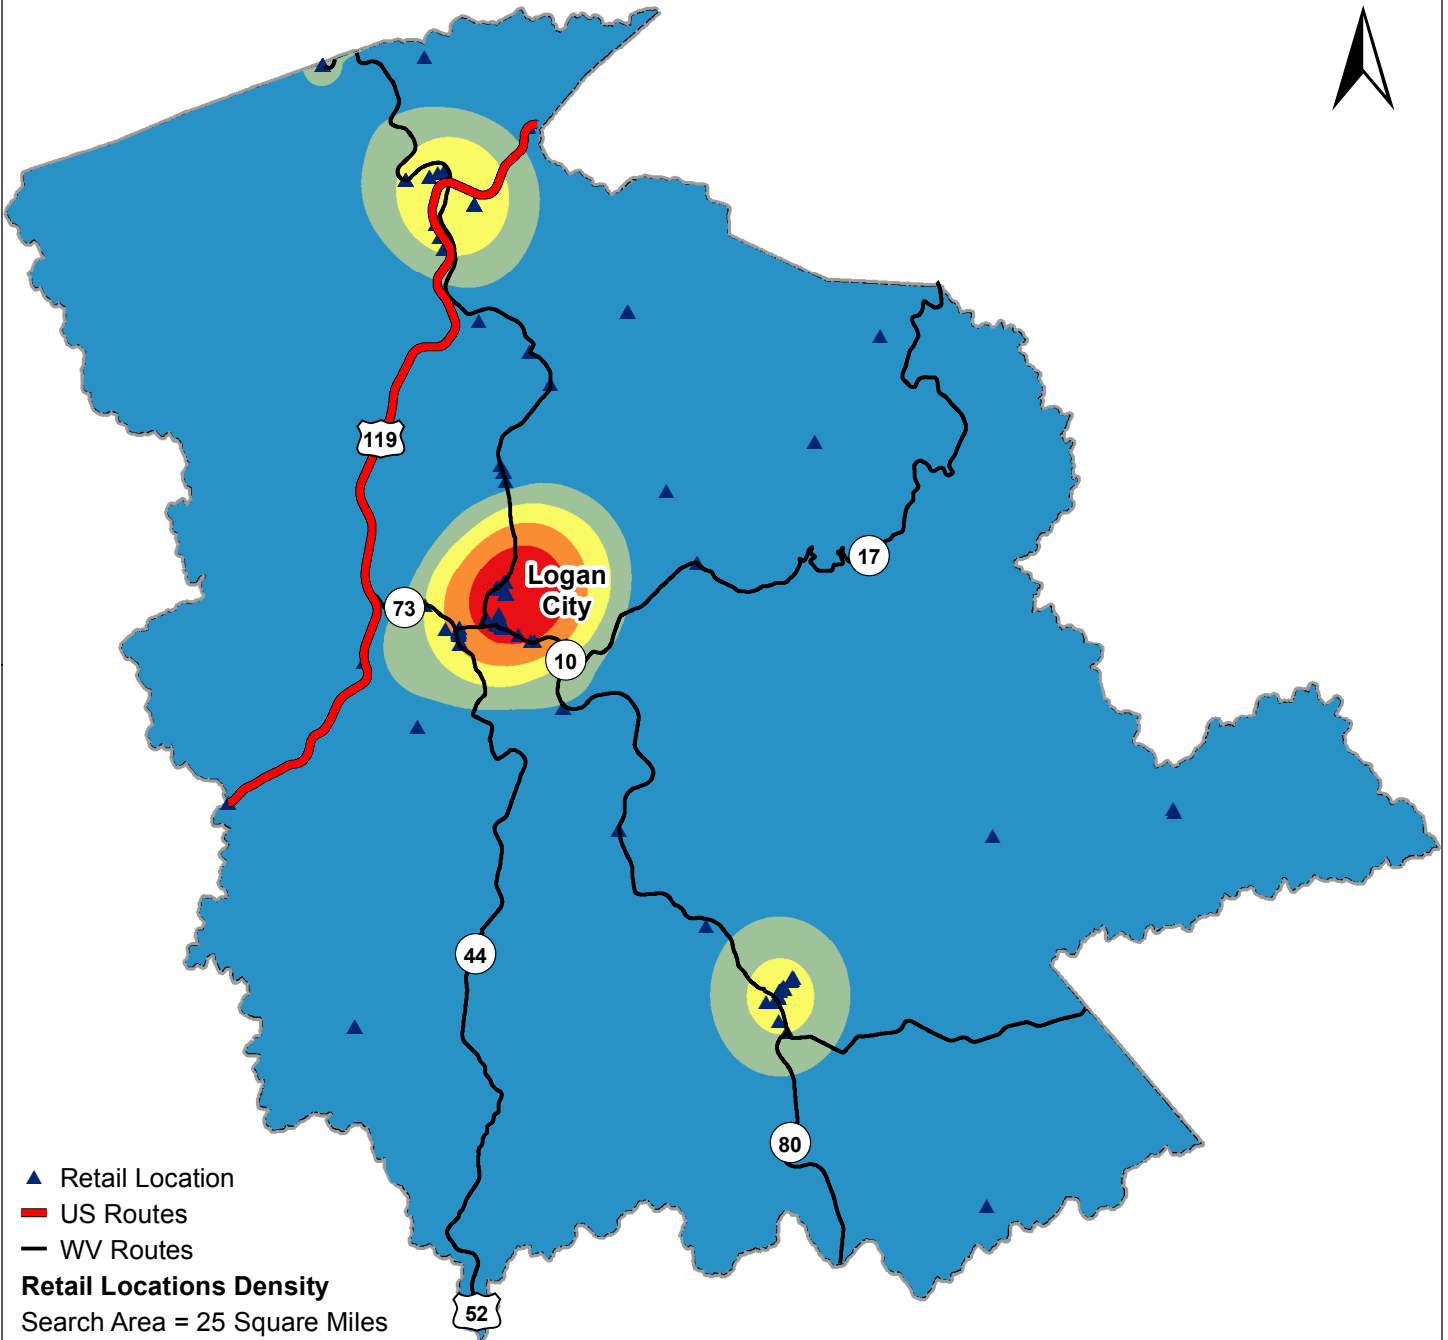 119
Logan
City
17
73
10
44
80
52
Retail Location
US Routes
WV Routes
Retail Locations Density
Search Area = 25 Square Miles